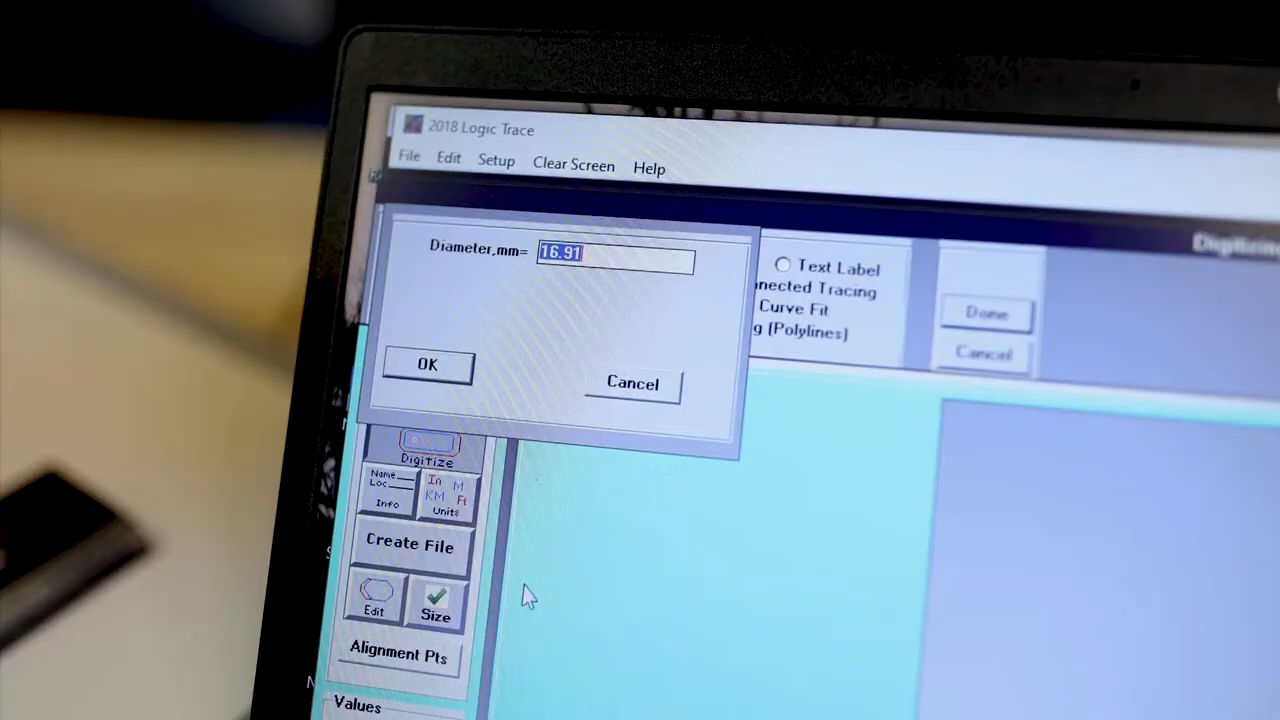 2018 Logic Trace
File Edit Setup Clear Screen Help
Diameter,mm= 16.91
OK
Cancel
Text Label
nected Tracing
Curve Fit
g (Polylines)
Done
Cancel
Digitize
Name
Loc
Info
In M
KM Ft
Units
Create File
Edit
Size
Alignment Pts
Values